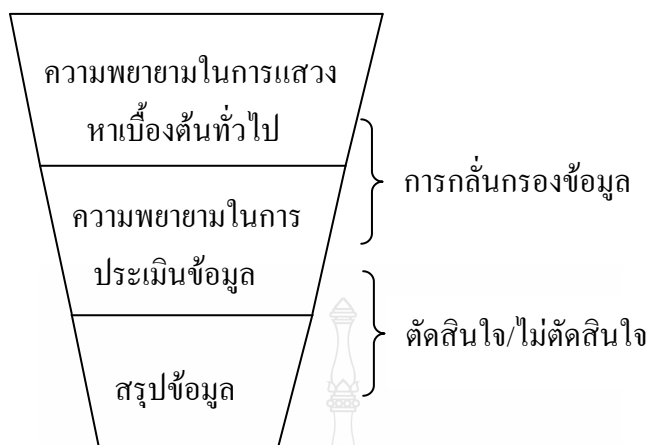 ความพยายามในการแสวง
หาเบื้องต้นทั่วไป
การกลั่นกรองข้อมูล
ความพยายามในการ
ประเมินข้อมูล
ตัดสินใจ/ไม่ตัดสินใจ
สรุปข้อมูล